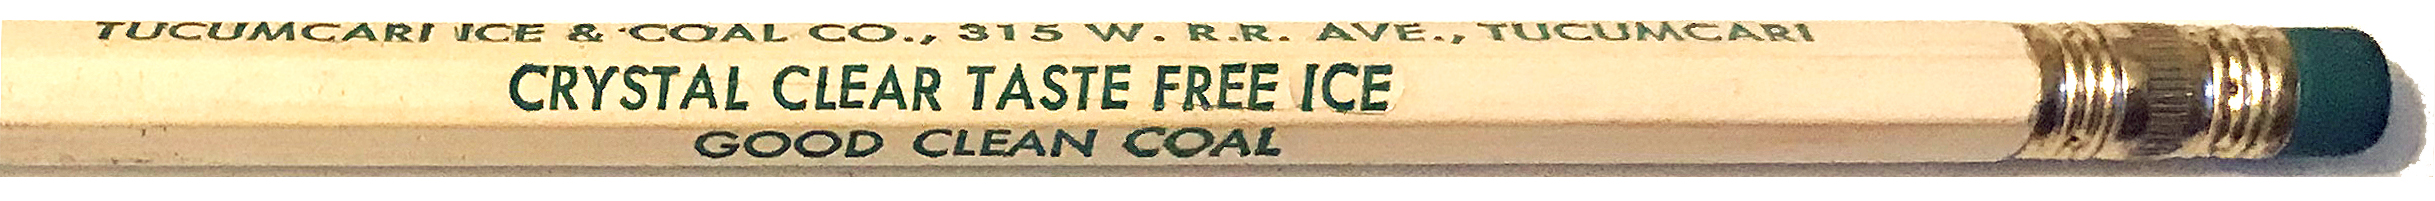 TUCUMCARI ICE & COAL CO., 315 W. R.R. AVE., TUCUMCARI
CRYSTAL CLEAR TASTE FREE ICE
GOOD CLEAN COAL